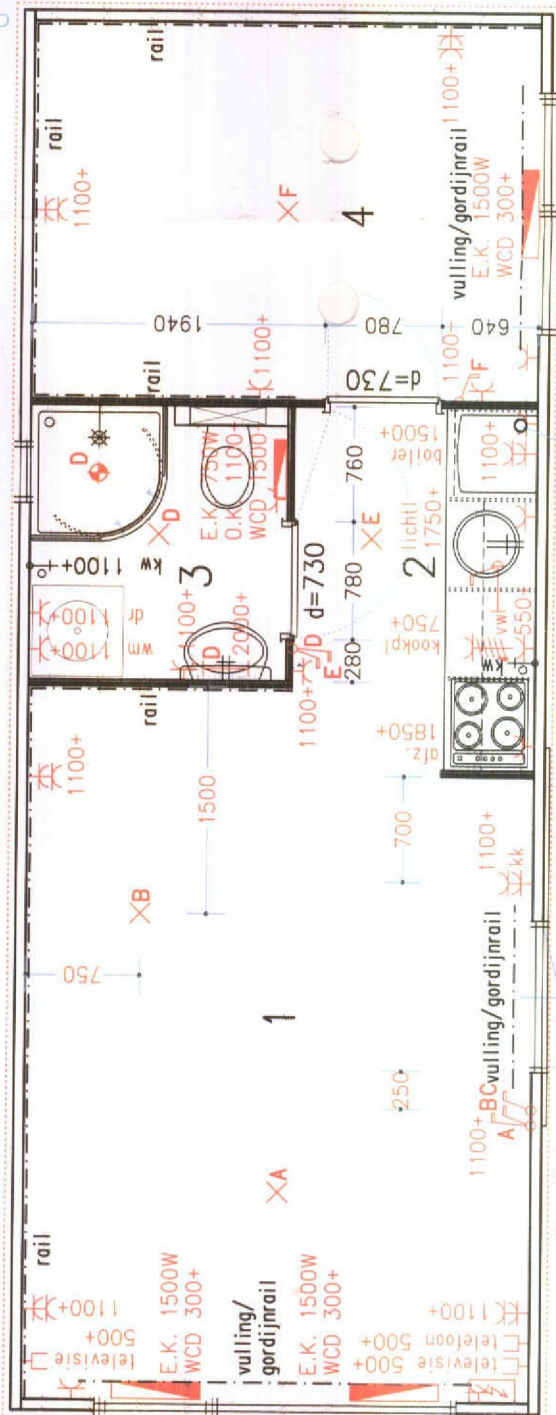 rail
televisie
500+
1100+
E.K. 1500W
WCD 300+
vulling/
gordijnrail
E.K. 1500W
WCD 300+
televisie 500+
telefoon 500+
1100+
A
1
750
B
250
1100+
A
BC
vulling/gordijnrail
1100+
kk
700
1500
1100+
rail
wm
1100+
dr
1100+
kw 1100+
3
1100+
D
2000+
D
D
E.K. 750W
O.K. 1100+
WCD 1500+
1100+
E
D
d=730
280
780
760
E
2
afz.
1850+
kookpl
750+
lichtl
1750+
boiler
1500+
1100+
kw
vw
550+
rail
1100+
rail
rail
1940
780
640
1100+
d=730
1100+
F
F
4
vulling/gordijnrail
E.K. 1500W
WCD 300+
1100+